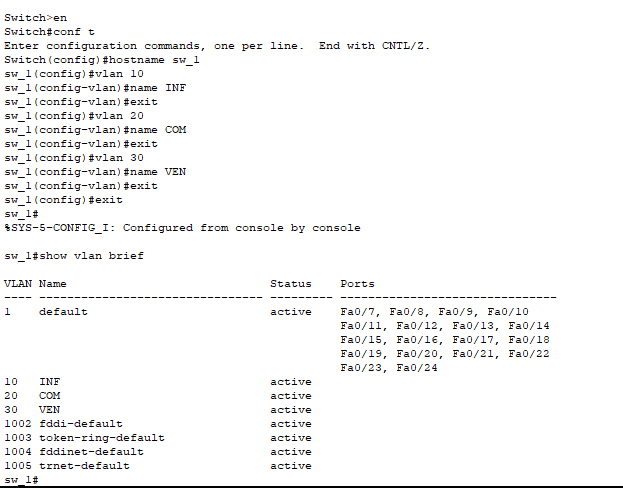 Switch>en
Switch#conf t
Enter configuration commands, one per line.  End with CNTL/Z.
Switch(config)#hostname sw_1
sw_1(config)#vlan 10
sw_1(config-vlan)#name INF
sw_1(config-vlan)#exit
sw_1(config)#vlan 20
sw_1(config-vlan)#name COM
sw_1(config-vlan)#exit
sw_1(config)#vlan 30
sw_1(config-vlan)#name VEN
sw_1(config-vlan)#exit
sw_1(config)#exit
sw_1#
%SYS-5-CONFIG_I: Configured from console by console
sw_1#show vlan brief
VLAN Name                             Status    Ports
---- -------------------------------- --------- -------------------------------
1    default                          active    Fa0/7, Fa0/8, Fa0/9, Fa0/10
                                                Fa0/11, Fa0/12, Fa0/13, Fa0/14
                                                Fa0/15, Fa0/16, Fa0/17, Fa0/18
                                                Fa0/19, Fa0/20, Fa0/21, Fa0/22
                                                Fa0/23, Fa0/24
10   INF                              active
20   COM                              active
30   VEN                              active
1002 fddi-default                     active
1003 token-ring-default               active
1004 fddinet-default                  active
1005 trnet-default                    active
sw_1#